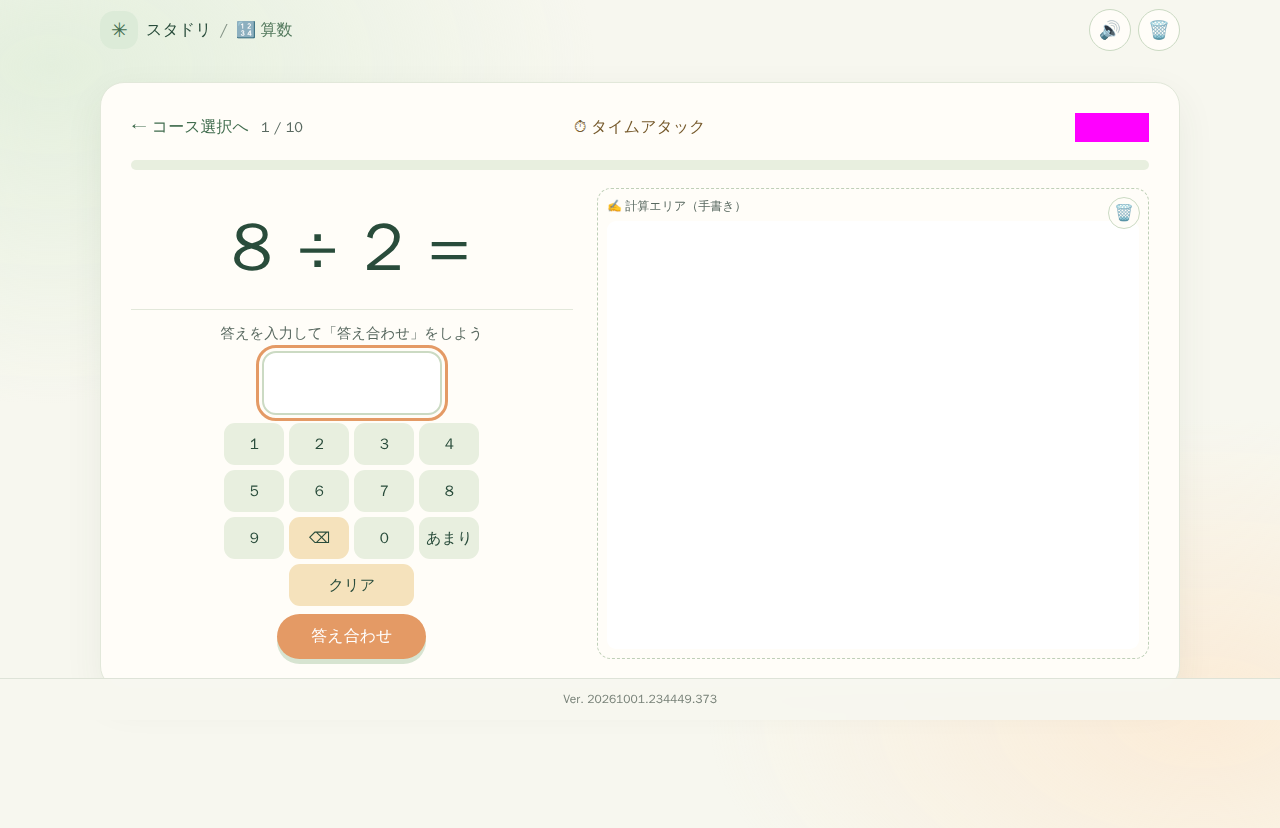 スタドリ / 🔢 算数
← コース選択へ 1 / 10
⏱ タイムアタック
8 ÷ 2 =
答えを入力して「答え合わせ」をしよう
1 2 3 4
5 6 7 8
9 ⌫ 0 あまり
クリア
答え合わせ
✍ 計算エリア（手書き）
Ver. 20261001.234449.373